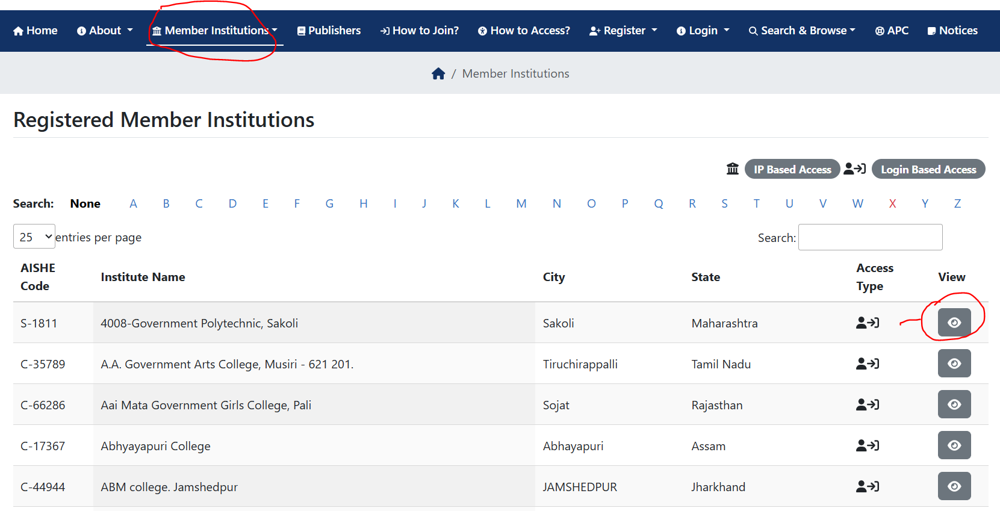 Home About Member Institutions Publishers How to Join? How to Access? Register Login Search & Browse APC Notices
/ Member Institutions
Registered Member Institutions
IP Based Access Login Based Access
Search: None A B C D E F G H I J K L M N O P Q R S T U V W X Y Z
25 entries per page Search:
AISHE Code Institute Name City State Access Type View
S-1811 4008-Government Polytechnic, Sakoli Sakoli Maharashtra
C-35789 A.A. Government Arts College, Musiri - 621 201. Tiruchirappalli Tamil Nadu
C-66286 Aai Mata Government Girls College, Pali Sojat Rajasthan
C-17367 Abhyayapuri College Abhayapuri Assam
C-44944 ABM college. Jamshedpur JAMSHEDPUR Jharkhand